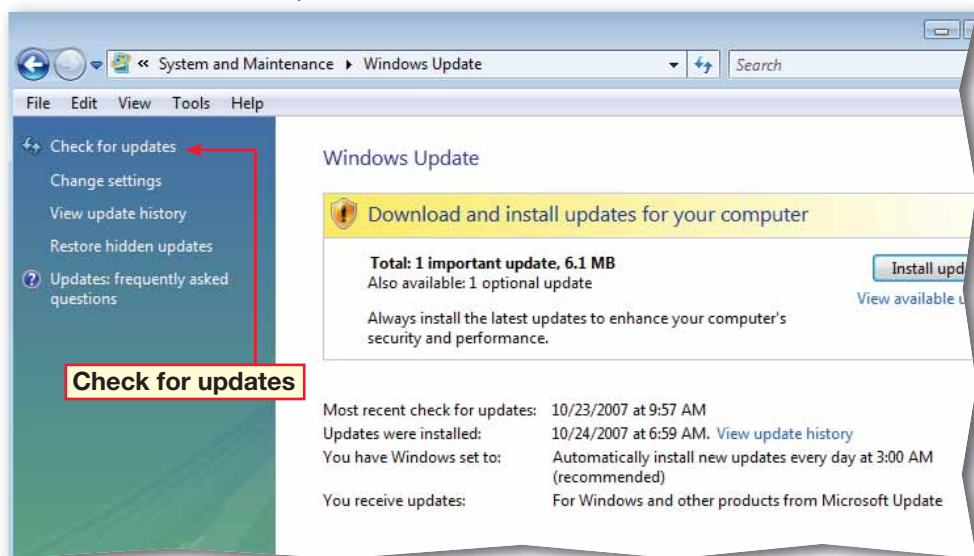 « System and Maintenance ▸ Windows Update
Search
File Edit View Tools Help
Check for updates
Change settings
View update history
Restore hidden updates
Updates: frequently asked
questions
Check for updates
Windows Update
Download and install updates for your computer
Total: 1 important update, 6.1 MB
Also available: 1 optional update
Always install the latest updates to enhance your computer's
security and performance.
Install
View available
Most recent check for updates: 10/23/2007 at 9:57 AM
Updates were installed: 10/24/2007 at 6:59 AM. View update history
You have Windows set to: Automatically install new updates every day at 3:00 AM
(recommended)
You receive updates: For Windows and other products from Microsoft Update